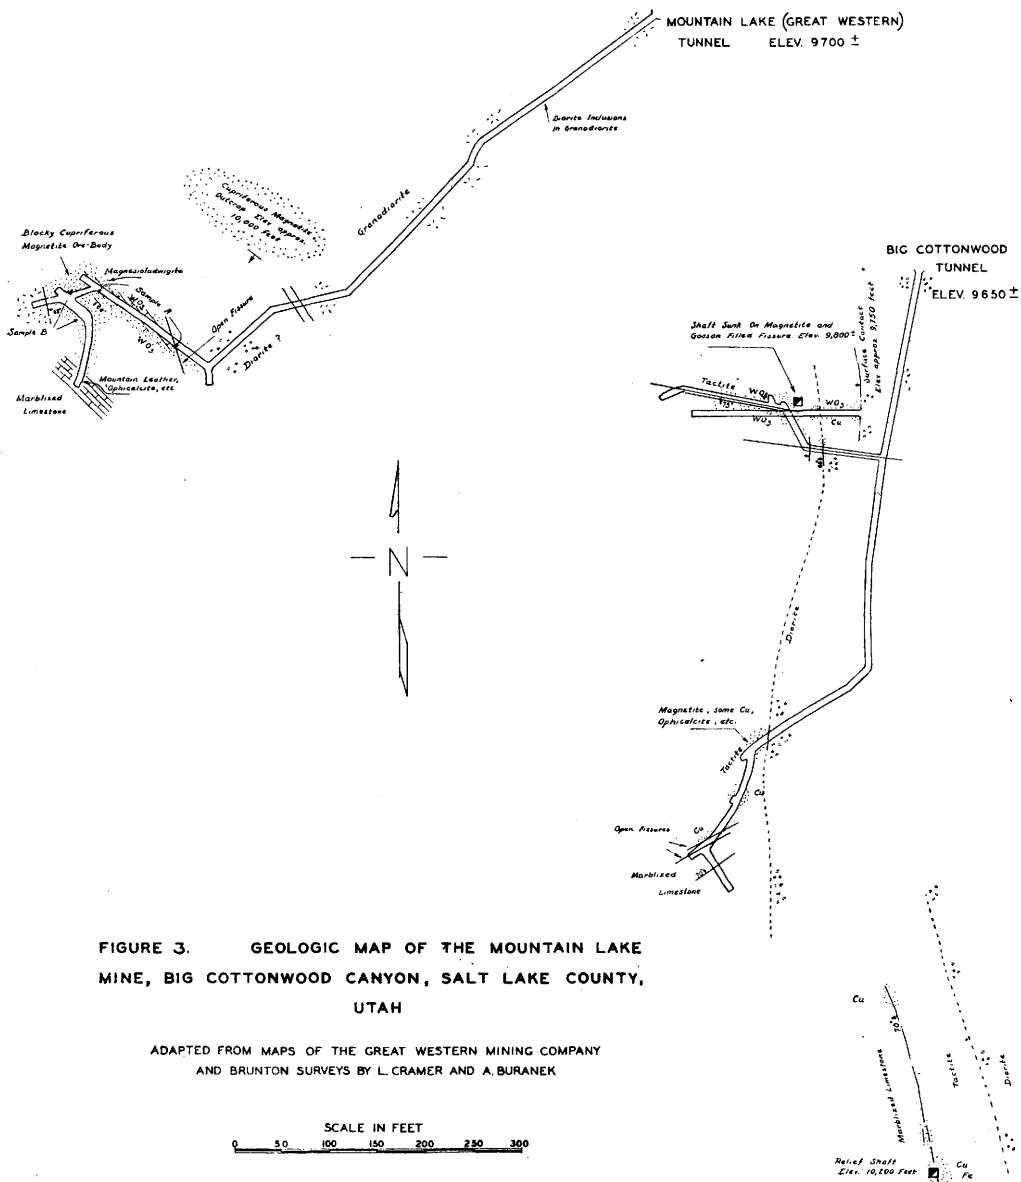 MOUNTAIN LAKE (GREAT WESTERN)
TUNNEL ELEV. 9700 ±
Diorite Inclusions
in Granodiorite
Cupriferous Magnetite
Outcrop Elev. approx.
10,000 feet
Granodiorite
Blocky Cupriferous
Magnetite Ore-Body
Magnesioludwigite
Sample A
WO3
WO3
Open Fissure
Diorite ?
Sample B
Mountain Leather,
Ophicalcite, etc
Marblized
Limestone
BIG COTTONWOOD
TUNNEL
ELEV. 9650 ±
Surface Contact
Elev approx 9,750 feet
Shaft Sunk On Magnetite and
Gossan Filled Fissure Elev. 9,800 ±
Tactite
WO3
WO3
75°
WO3
Cu
N
Diorite
Magnetite, some Cu,
Ophicalcite, etc.
Tactite
Cu
Open Fissures
Cu
Marblized
Limestone
70°
FIGURE 3. GEOLOGIC MAP OF THE MOUNTAIN LAKE
MINE, BIG COTTONWOOD CANYON, SALT LAKE COUNTY,
UTAH
ADAPTED FROM MAPS OF THE GREAT WESTERN MINING COMPANY
AND BRUNTON SURVEYS BY L. CRAMER AND A. BURANEK
SCALE IN FEET
0 50 100 150 200 250 300
Cu
70°
Marblized Limestone
Tactite
Diorite
Relief Shaft
Elev. 10,200 Feet
Cu
Fe